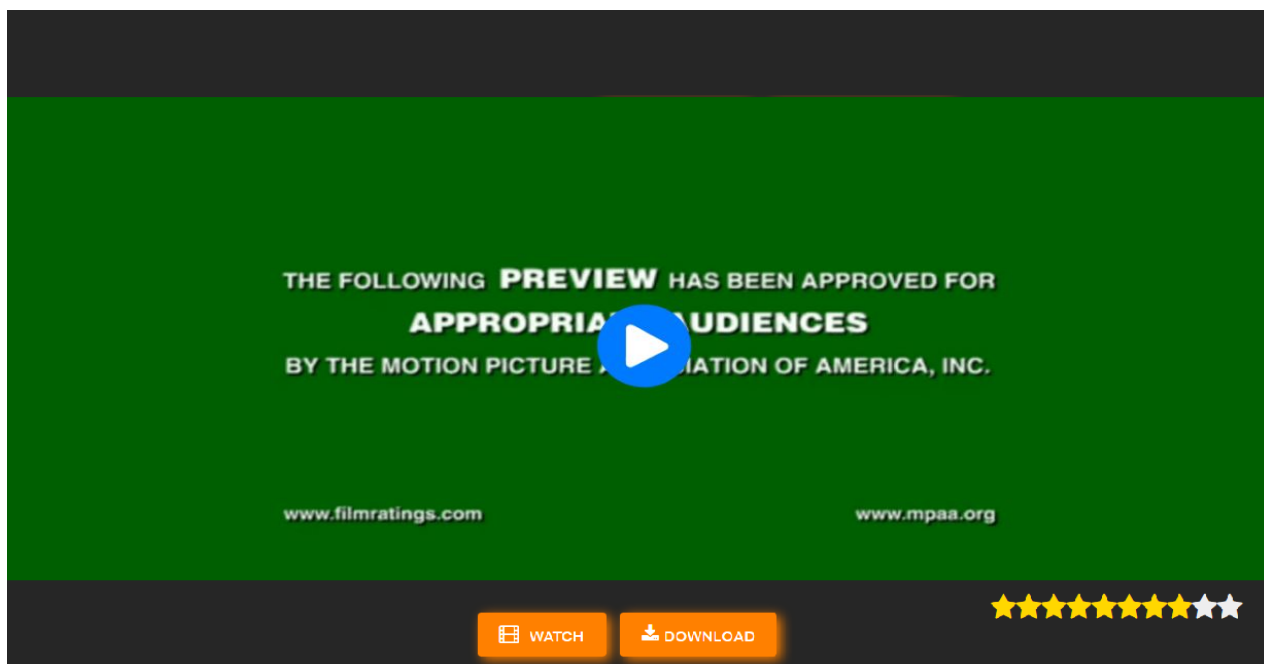 THE FOLLOWING PREVIEW HAS BEEN APPROVED FOR
AUDIENCES
BY THE MOTION PICTURE OF AMERICA, INC.
www.filmratings.com www.mpaa.org
WATCH DOWNLOAD